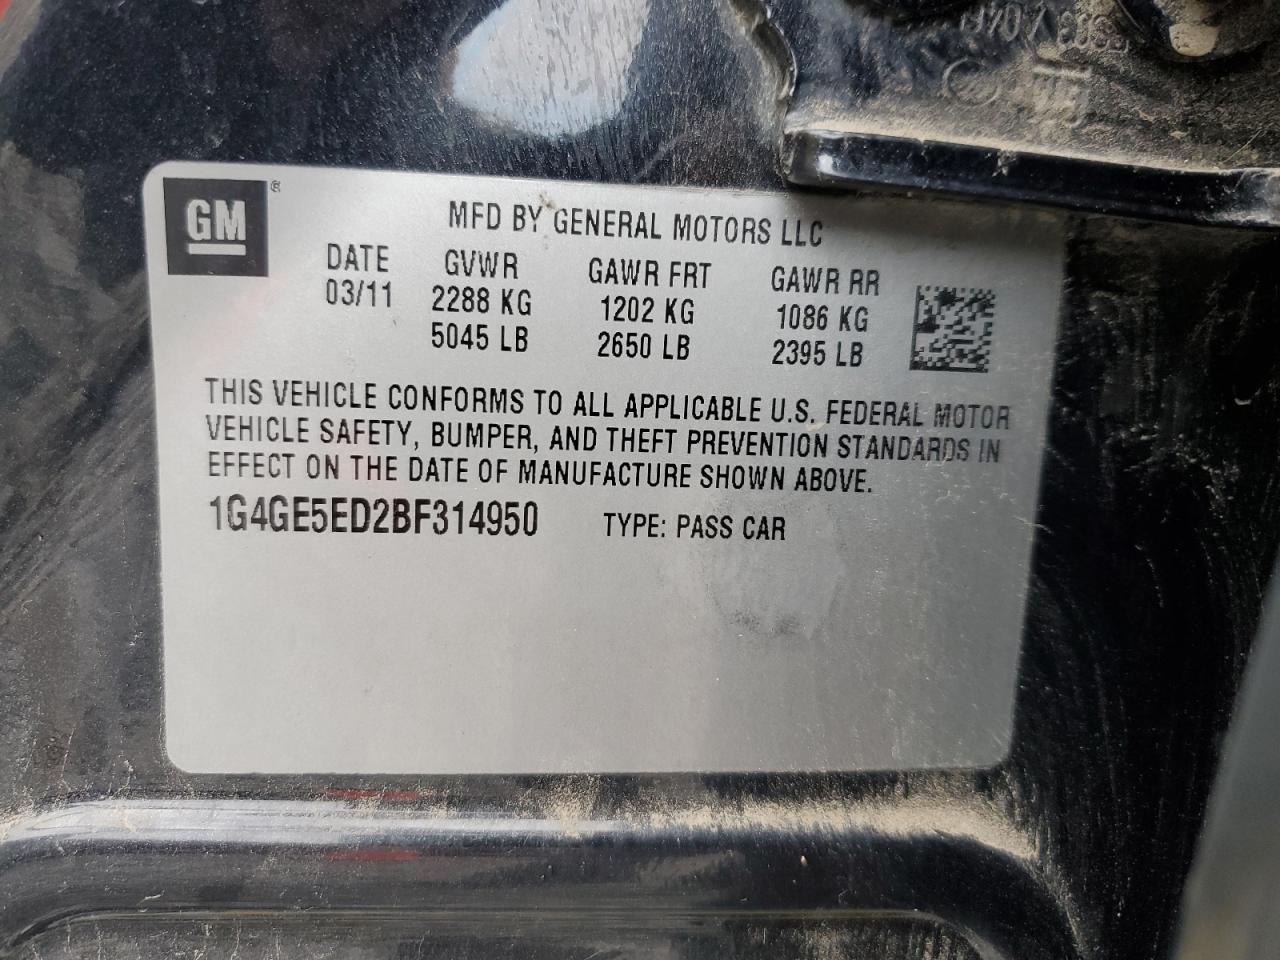 GM ®
MFD BY GENERAL MOTORS LLC
DATE GVWR GAWR FRT GAWR RR
03/11 2288 KG 1202 KG 1086 KG
5045 LB 2650 LB 2395 LB
THIS VEHICLE CONFORMS TO ALL APPLICABLE U.S. FEDERAL MOTOR
VEHICLE SAFETY, BUMPER, AND THEFT PREVENTION STANDARDS IN
EFFECT ON THE DATE OF MANUFACTURE SHOWN ABOVE.
1G4GE5ED2BF314950 TYPE: PASS CAR